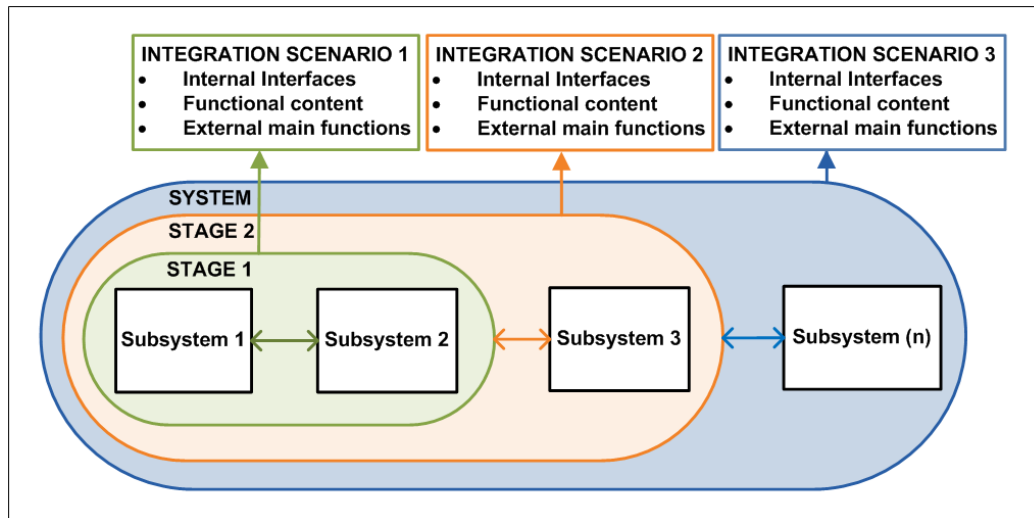 INTEGRATION SCENARIO 1
• Internal Interfaces
• Functional content
• External main functions
INTEGRATION SCENARIO 2
• Internal Interfaces
• Functional content
• External main functions
INTEGRATION SCENARIO 3
• Internal Interfaces
• Functional content
• External main functions
SYSTEM
STAGE 2
STAGE 1
Subsystem 1
Subsystem 2
Subsystem 3
Subsystem (n)